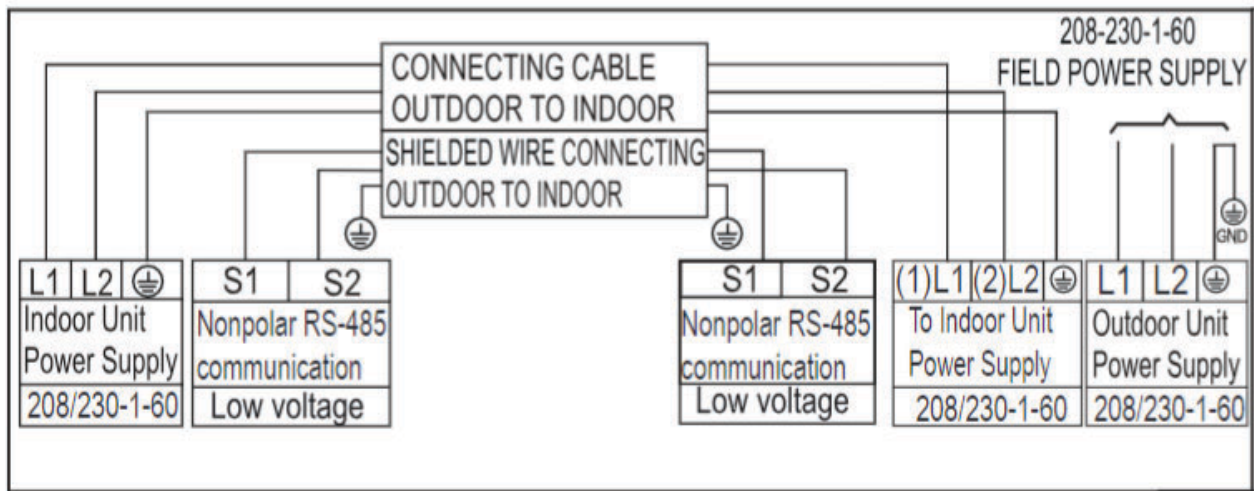 208-230-1-60
FIELD POWER SUPPLY
CONNECTING CABLE
OUTDOOR TO INDOOR
SHIELDED WIRE CONNECTING
OUTDOOR TO INDOOR
GND
L1 L2
Indoor Unit
Power Supply
208/230-1-60
S1 S2
Nonpolar RS-485
communication
Low voltage
S1 S2
Nonpolar RS-485
communication
Low voltage
(1)L1 (2)L2
To Indoor Unit
Power Supply
208/230-1-60
L1 L2
Outdoor Unit
Power Supply
208/230-1-60